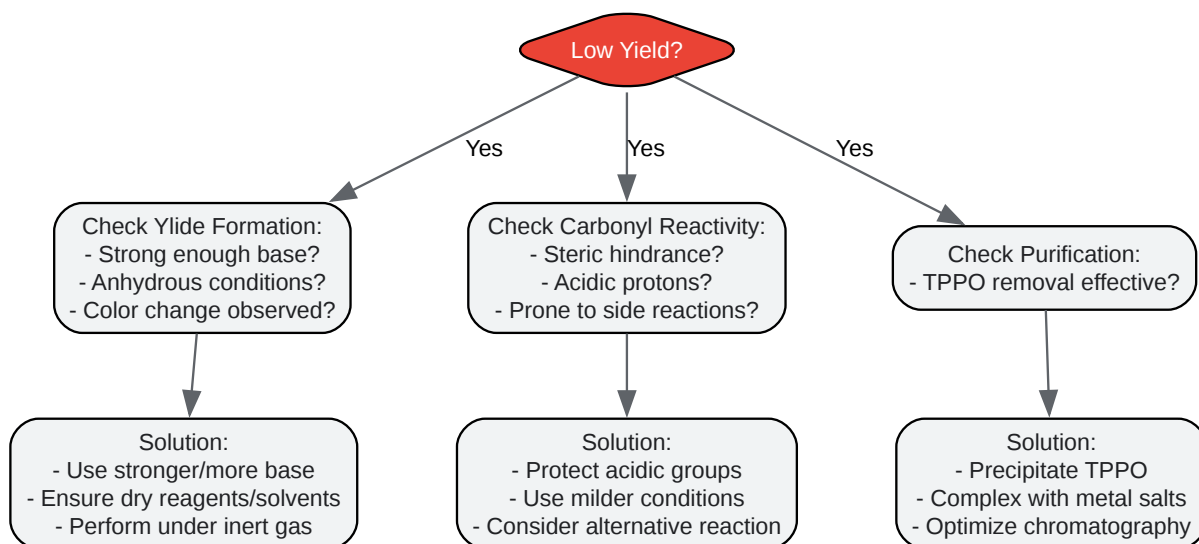 Low Yield?
Yes
Yes
Yes
Check Ylide Formation:
- Strong enough base?
- Anhydrous conditions?
- Color change observed?
Check Carbonyl Reactivity:
- Steric hindrance?
- Acidic protons?
- Prone to side reactions?
Check Purification:
- TPPO removal effective?
Solution:
- Use stronger/more base
- Ensure dry reagents/solvents
- Perform under inert gas
Solution:
- Protect acidic groups
- Use milder conditions
- Consider alternative reaction
Solution:
- Precipitate TPPO
- Complex with metal salts
- Optimize chromatography